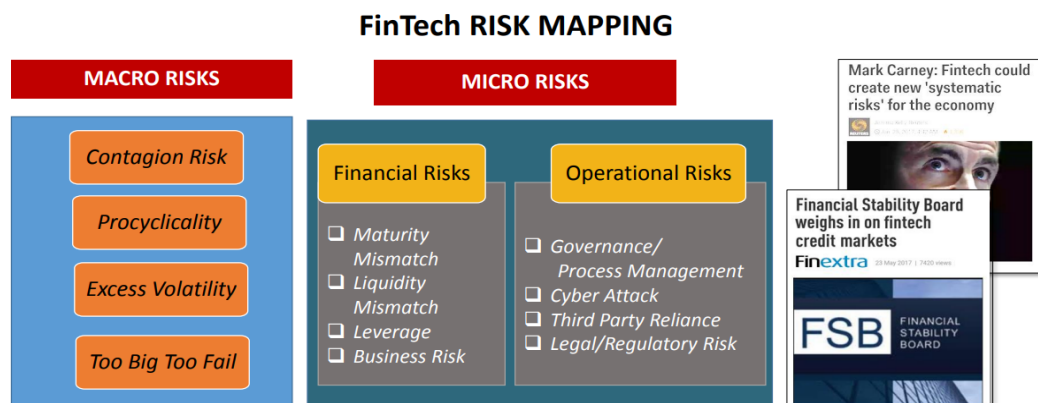 FinTech RISK MAPPING
MACRO RISKS
Contagion Risk
Procyclicality
Excess Volatility
Too Big Too Fail
MICRO RISKS
Financial Risks
❑ Maturity
Mismatch
❑ Liquidity
Mismatch
❑ Leverage
❑ Business Risk
Operational Risks
❑ Governance/
Process Management
❑ Cyber Attack
❑ Third Party Reliance
❑ Legal/Regulatory Risk
Mark Carney: Fintech could
create new 'systematic
risks' for the economy
Financial Stability Board
weighs in on fintech
credit markets
Finextra 23 May 2017 | 7420 views
FSB
FINANCIAL
STABILITY
BOARD